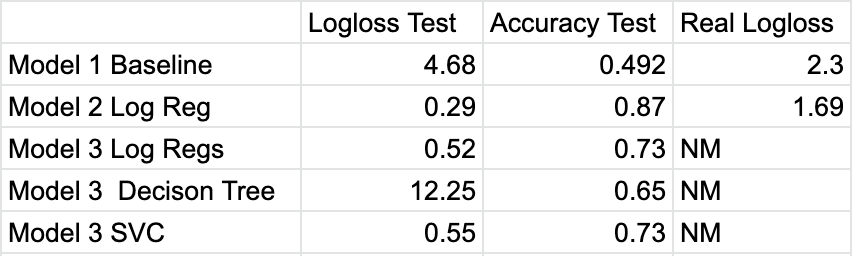 Logloss Test Accuracy Test Real Logloss
Model 1 Baseline 4.68 0.492 2.3
Model 2 Log Reg 0.29 0.87 1.69
Model 3 Log Regs 0.52 0.73 NM
Model 3  Decison Tree 12.25 0.65 NM
Model 3 SVC 0.55 0.73 NM